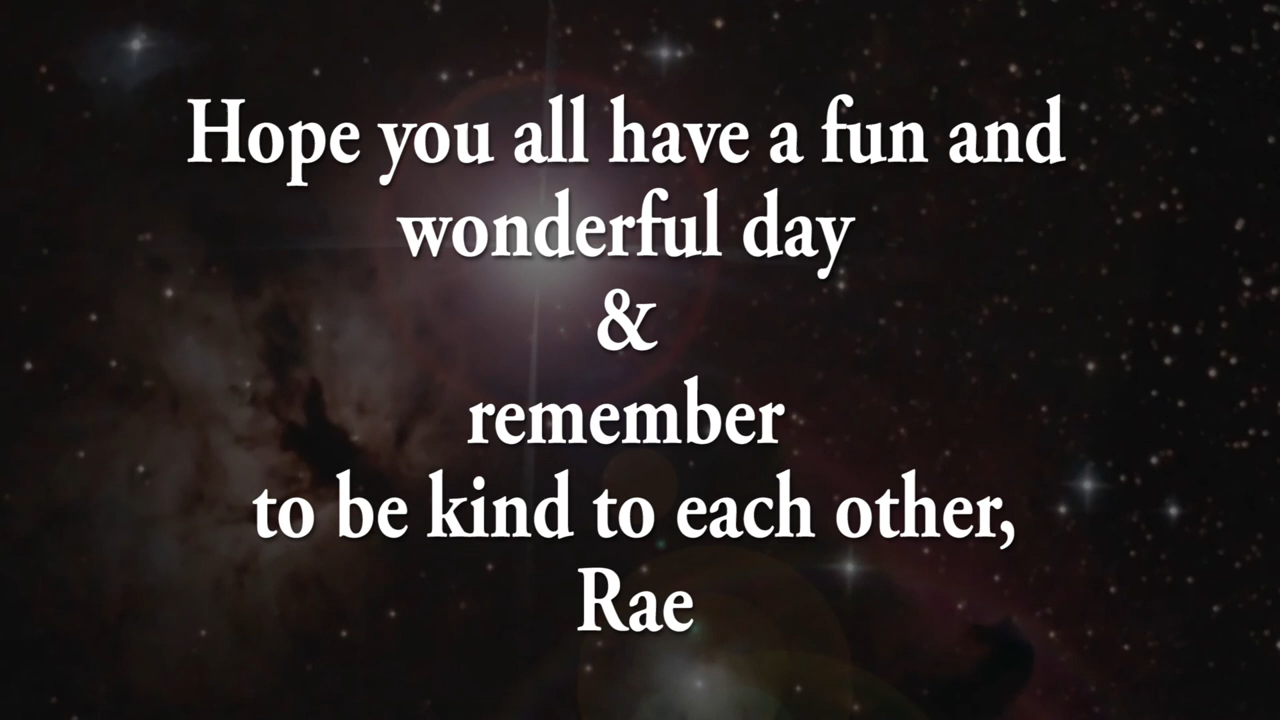 Hope you all have a fun and
wonderful day
&
remember
to be kind to each other,
Rae